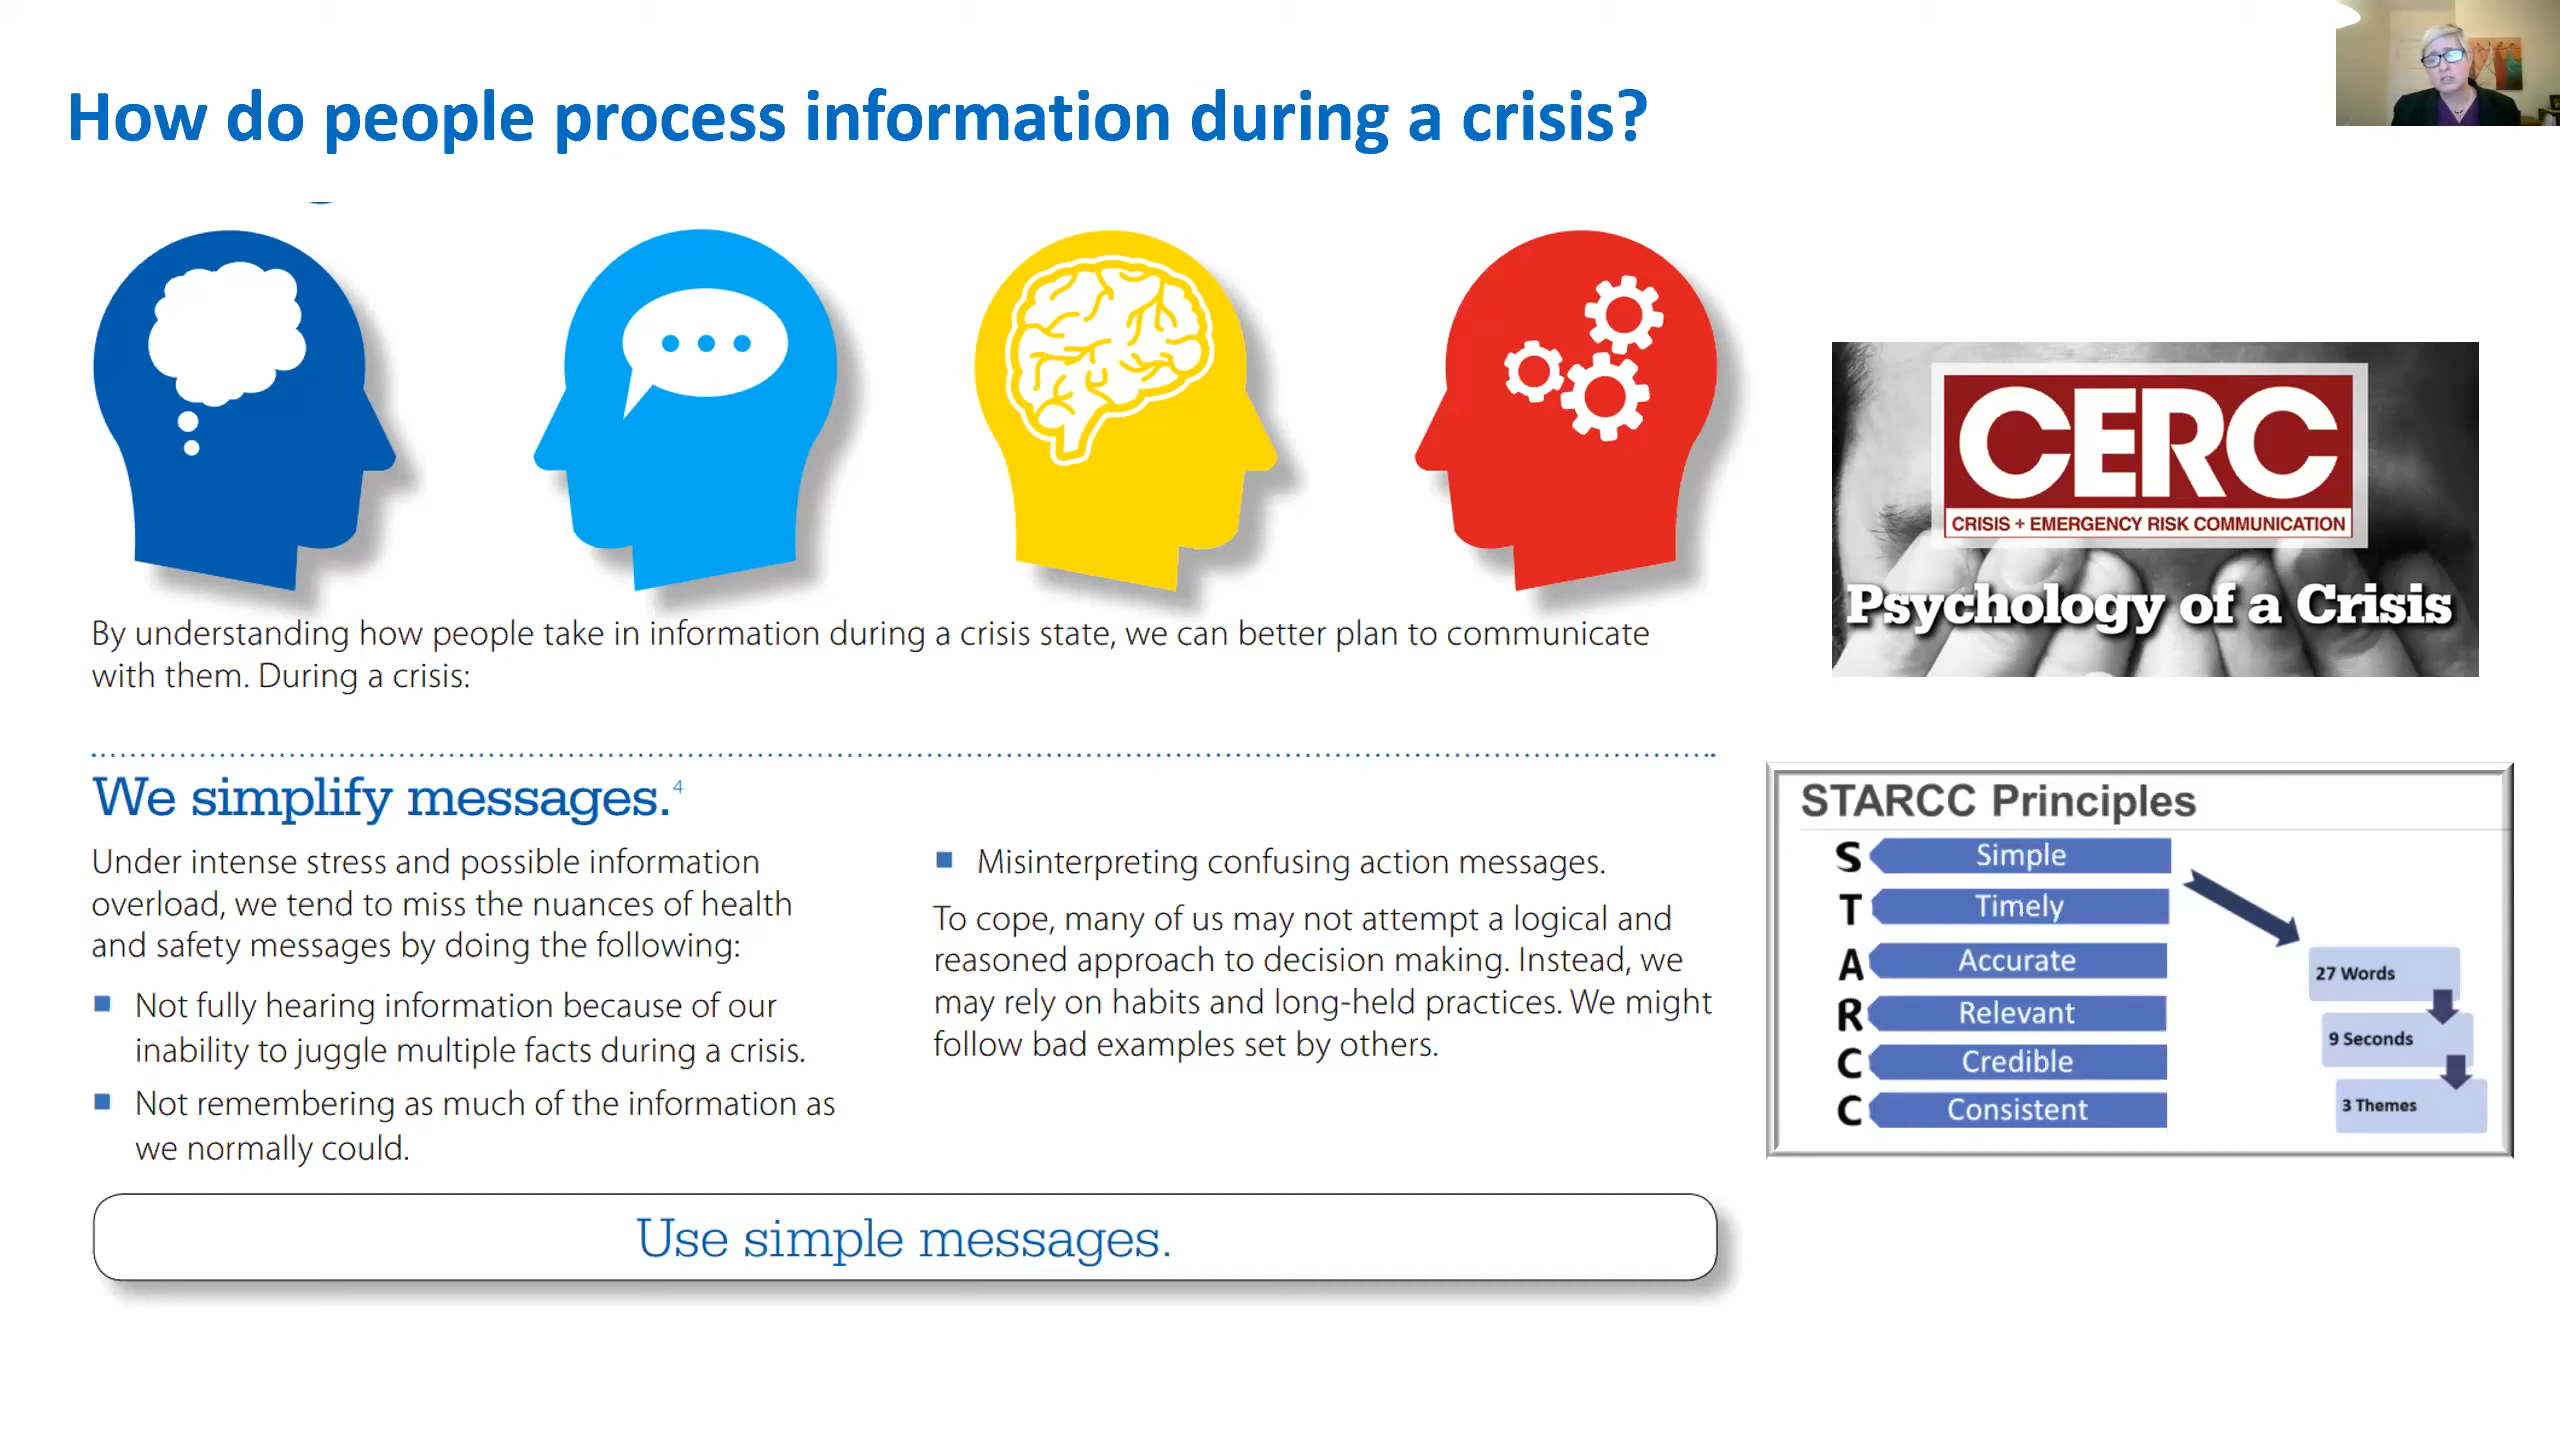 How do people process information during a crisis?
By understanding how people take in information during a crisis state, we can better plan to communicate
with them. During a crisis:
We simplify messages.4
Under intense stress and possible information
overload, we tend to miss the nuances of health
and safety messages by doing the following:
Not fully hearing information because of our
inability to juggle multiple facts during a crisis.
Not remembering as much of the information as
we normally could.
Misinterpreting confusing action messages.
To cope, many of us may not attempt a logical and
reasoned approach to decision making. Instead, we
may rely on habits and long-held practices. We might
follow bad examples set by others.
Use simple messages.
CERC
CRISIS + EMERGENCY RISK COMMUNICATION
Psychology of a Crisis
STARCC Principles
S Simple
T Timely
A Accurate
R Relevant
C Credible
C Consistent
27 Words
9 Seconds
3 Themes